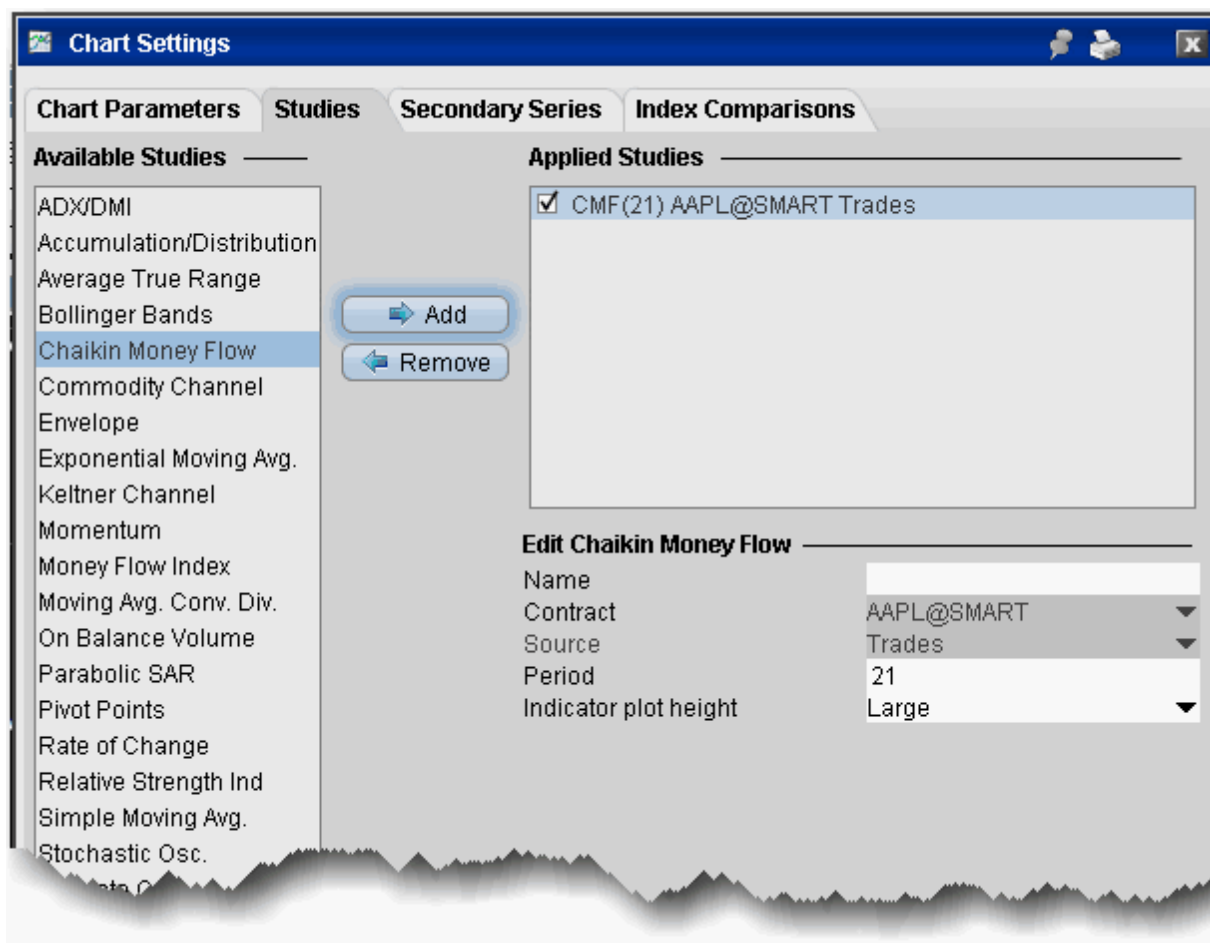 Chart Settings
Chart Parameters Studies Secondary Series Index Comparisons
Available Studies
ADX/DMI
Accumulation/Distribution
Average True Range
Bollinger Bands
Chaikin Money Flow
Commodity Channel
Envelope
Exponential Moving Avg.
Keltner Channel
Momentum
Money Flow Index
Moving Avg. Conv. Div.
On Balance Volume
Parabolic SAR
Pivot Points
Rate of Change
Relative Strength Ind
Simple Moving Avg.
Stochastic Osc.
Add
Remove
Applied Studies
CMF(21) AAPL@SMART Trades
Edit Chaikin Money Flow
Name
Contract AAPL@SMART
Source Trades
Period 21
Indicator plot height Large